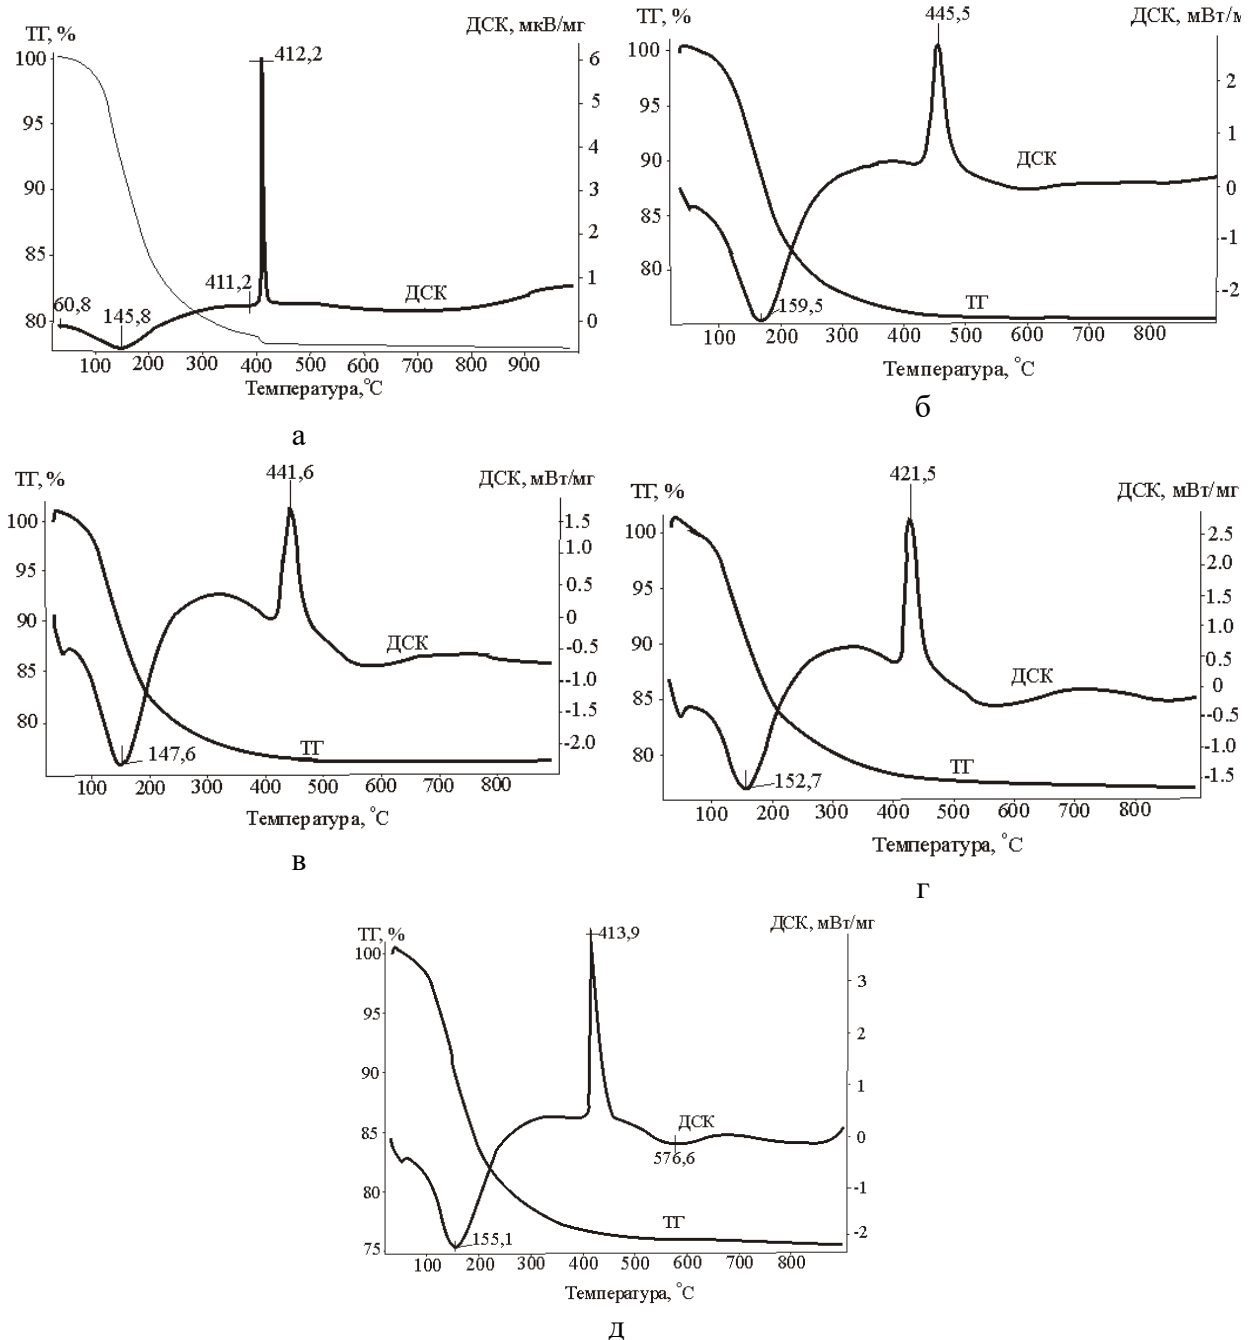 ТГ, %
ДСК, мкВ/мг
412,2
100
95
90
85
80
6
5
4
3
2
1
0
411,2
60,8
145,8
ДСК
100 200 300 400 500 600 700 800 900
Температура, °С
а
ТГ, %
445,5
ДСК, мВт/м
100
95
90
85
80
2
1
0
-1
-2
ДСК
159,5
ТГ
100 200 300 400 500 600 700 800
Температура, °С
б
ТГ, %
441,6
ДСК, мВт/мг
100
95
90
85
80
1.5
1.0
0.5
0
-0.5
-1.0
-1.5
-2.0
ДСК
147,6
ТГ
100 200 300 400 500 600 700 800
Температура, °С
в
ТГ, %
421,5
ДСК, мВт/мг
100
95
90
85
80
2.5
2.0
1.5
1.0
0.5
0
-0.5
-1.0
-1.5
ДСК
152,7
ТГ
100 200 300 400 500 600 700 800
Температура, °С
г
ТГ, %
413,9
ДСК, мВт/мг
100
95
90
85
80
75
3
2
1
0
-1
-2
ДСК
576,6
155,1
ТГ
100 200 300 400 500 600 700 800
Температура, °С
д